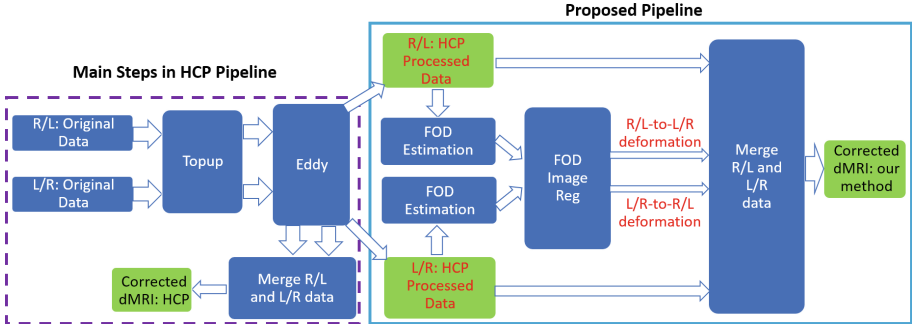 Proposed Pipeline
Main Steps in HCP Pipeline
R/L: Original
Data
L/R: Original
Data
Topup
Eddy
Merge R/L
and L/R data
Corrected
dMRI: HCP
R/L: HCP
Processed
Data
FOD
Estimation
FOD
Estimation
L/R: HCP
Processed
Data
FOD
Image
Reg
R/L-to-L/R
deformation
L/R-to-R/L
deformation
Merge
R/L and
L/R
data
Corrected
dMRI: our
method